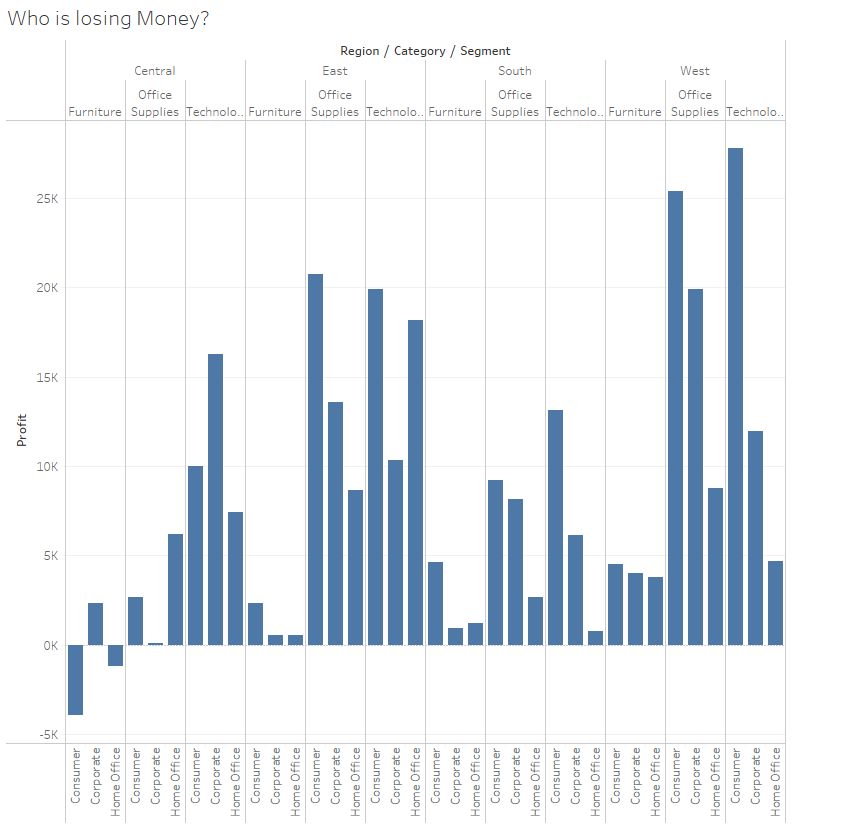 Who is losing Money?
Region / Category / Segment
Central East South West
Furniture Office Supplies Technolo.. Furniture Office Supplies Technolo.. Furniture Office Supplies Technolo.. Furniture Office Supplies Technolo..
25K
20K
15K
10K
5K
0K
-5K
Profit
Consumer Corporate Home Office Consumer Corporate Home Office Consumer Corporate Home Office Consumer Corporate Home Office Consumer Corporate Home Office Consumer Corporate Home Office Consumer Corporate Home Office Consumer Corporate Home Office Consumer Corporate Home Office Consumer Corporate Home Office Consumer Corporate Home Office Consumer Corporate Home Office